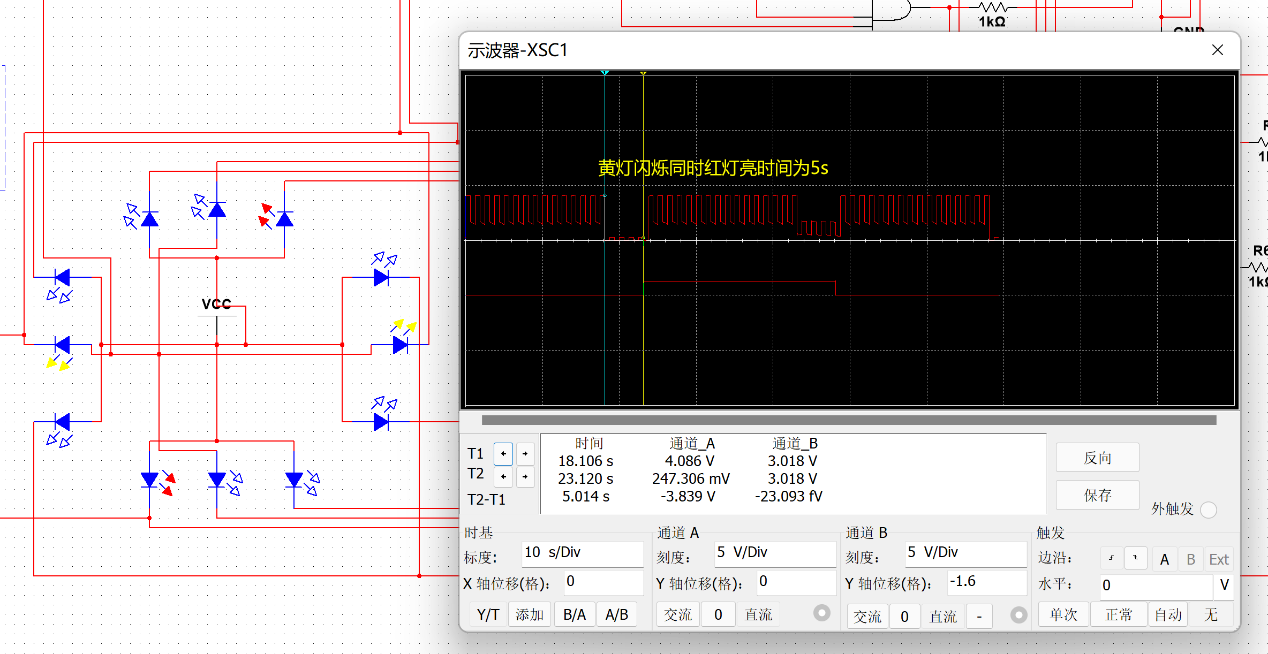 1kΩ
GND
示波器-XSC1
黄灯闪烁同时红灯亮时间为5s
VCC
R6
1kΩ
时间 通道_A 通道_B
T1 18.106 s 4.086 V 3.018 V
T2 23.120 s 247.306 mV 3.018 V
T2-T1 5.014 s -3.839 V -23.093 fV
反向
保存
外触发
时基 通道 A 通道 B 触发
标度: 10 s/Div 刻度: 5 V/Div 刻度: 5 V/Div 边沿: A B Ext
X 轴位移(格): 0 Y 轴位移(格): 0 Y 轴位移(格): -1.6 水平: 0 V
Y/T 添加 B/A A/B 交流 0 直流 交流 0 直流 - 单次 正常 自动 无